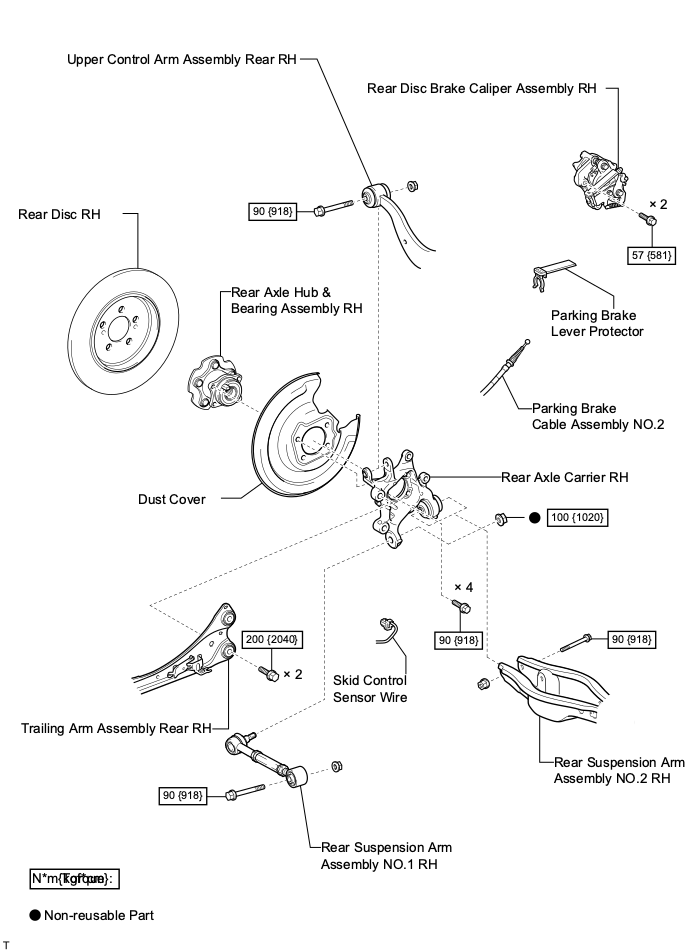 Upper Control Arm Assembly Rear RH
Rear Disc Brake Caliper Assembly RH
× 2
90 {918}
Rear Disc RH
57 {581}
Rear Axle Hub &
Bearing Assembly RH
Parking Brake
Lever Protector
Parking Brake
Cable Assembly NO.2
Rear Axle Carrier RH
Dust Cover
100 {1020}
× 4
200 {2040}
90 {918}
90 {918}
× 2
Skid Control
Sensor Wire
Trailing Arm Assembly Rear RH
Rear Suspension Arm
Assembly NO.2 RH
90 {918}
Rear Suspension Arm
Assembly NO.1 RH
N*m
Non-reusable Part
T